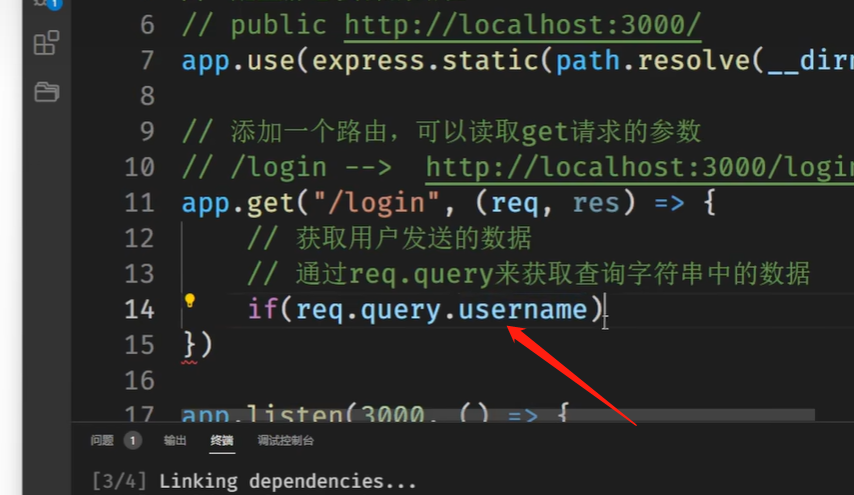 1
6 // public http://localhost:3000/
7 app.use(express.static(path.resolve(__dirn
8
9 // 添加一个路由，可以读取get请求的参数
10 // /login --> http://localhost:3000/login
11 app.get("/login", (req, res) => {
12 // 获取用户发送的数据
13 // 通过req.query来获取查询字符串中的数据
14 if(req.query.username)
15 })
16
17 app.listen(3000, () => {
问题 1 输出 终端 调试控制台
[3/4] Linking dependencies...